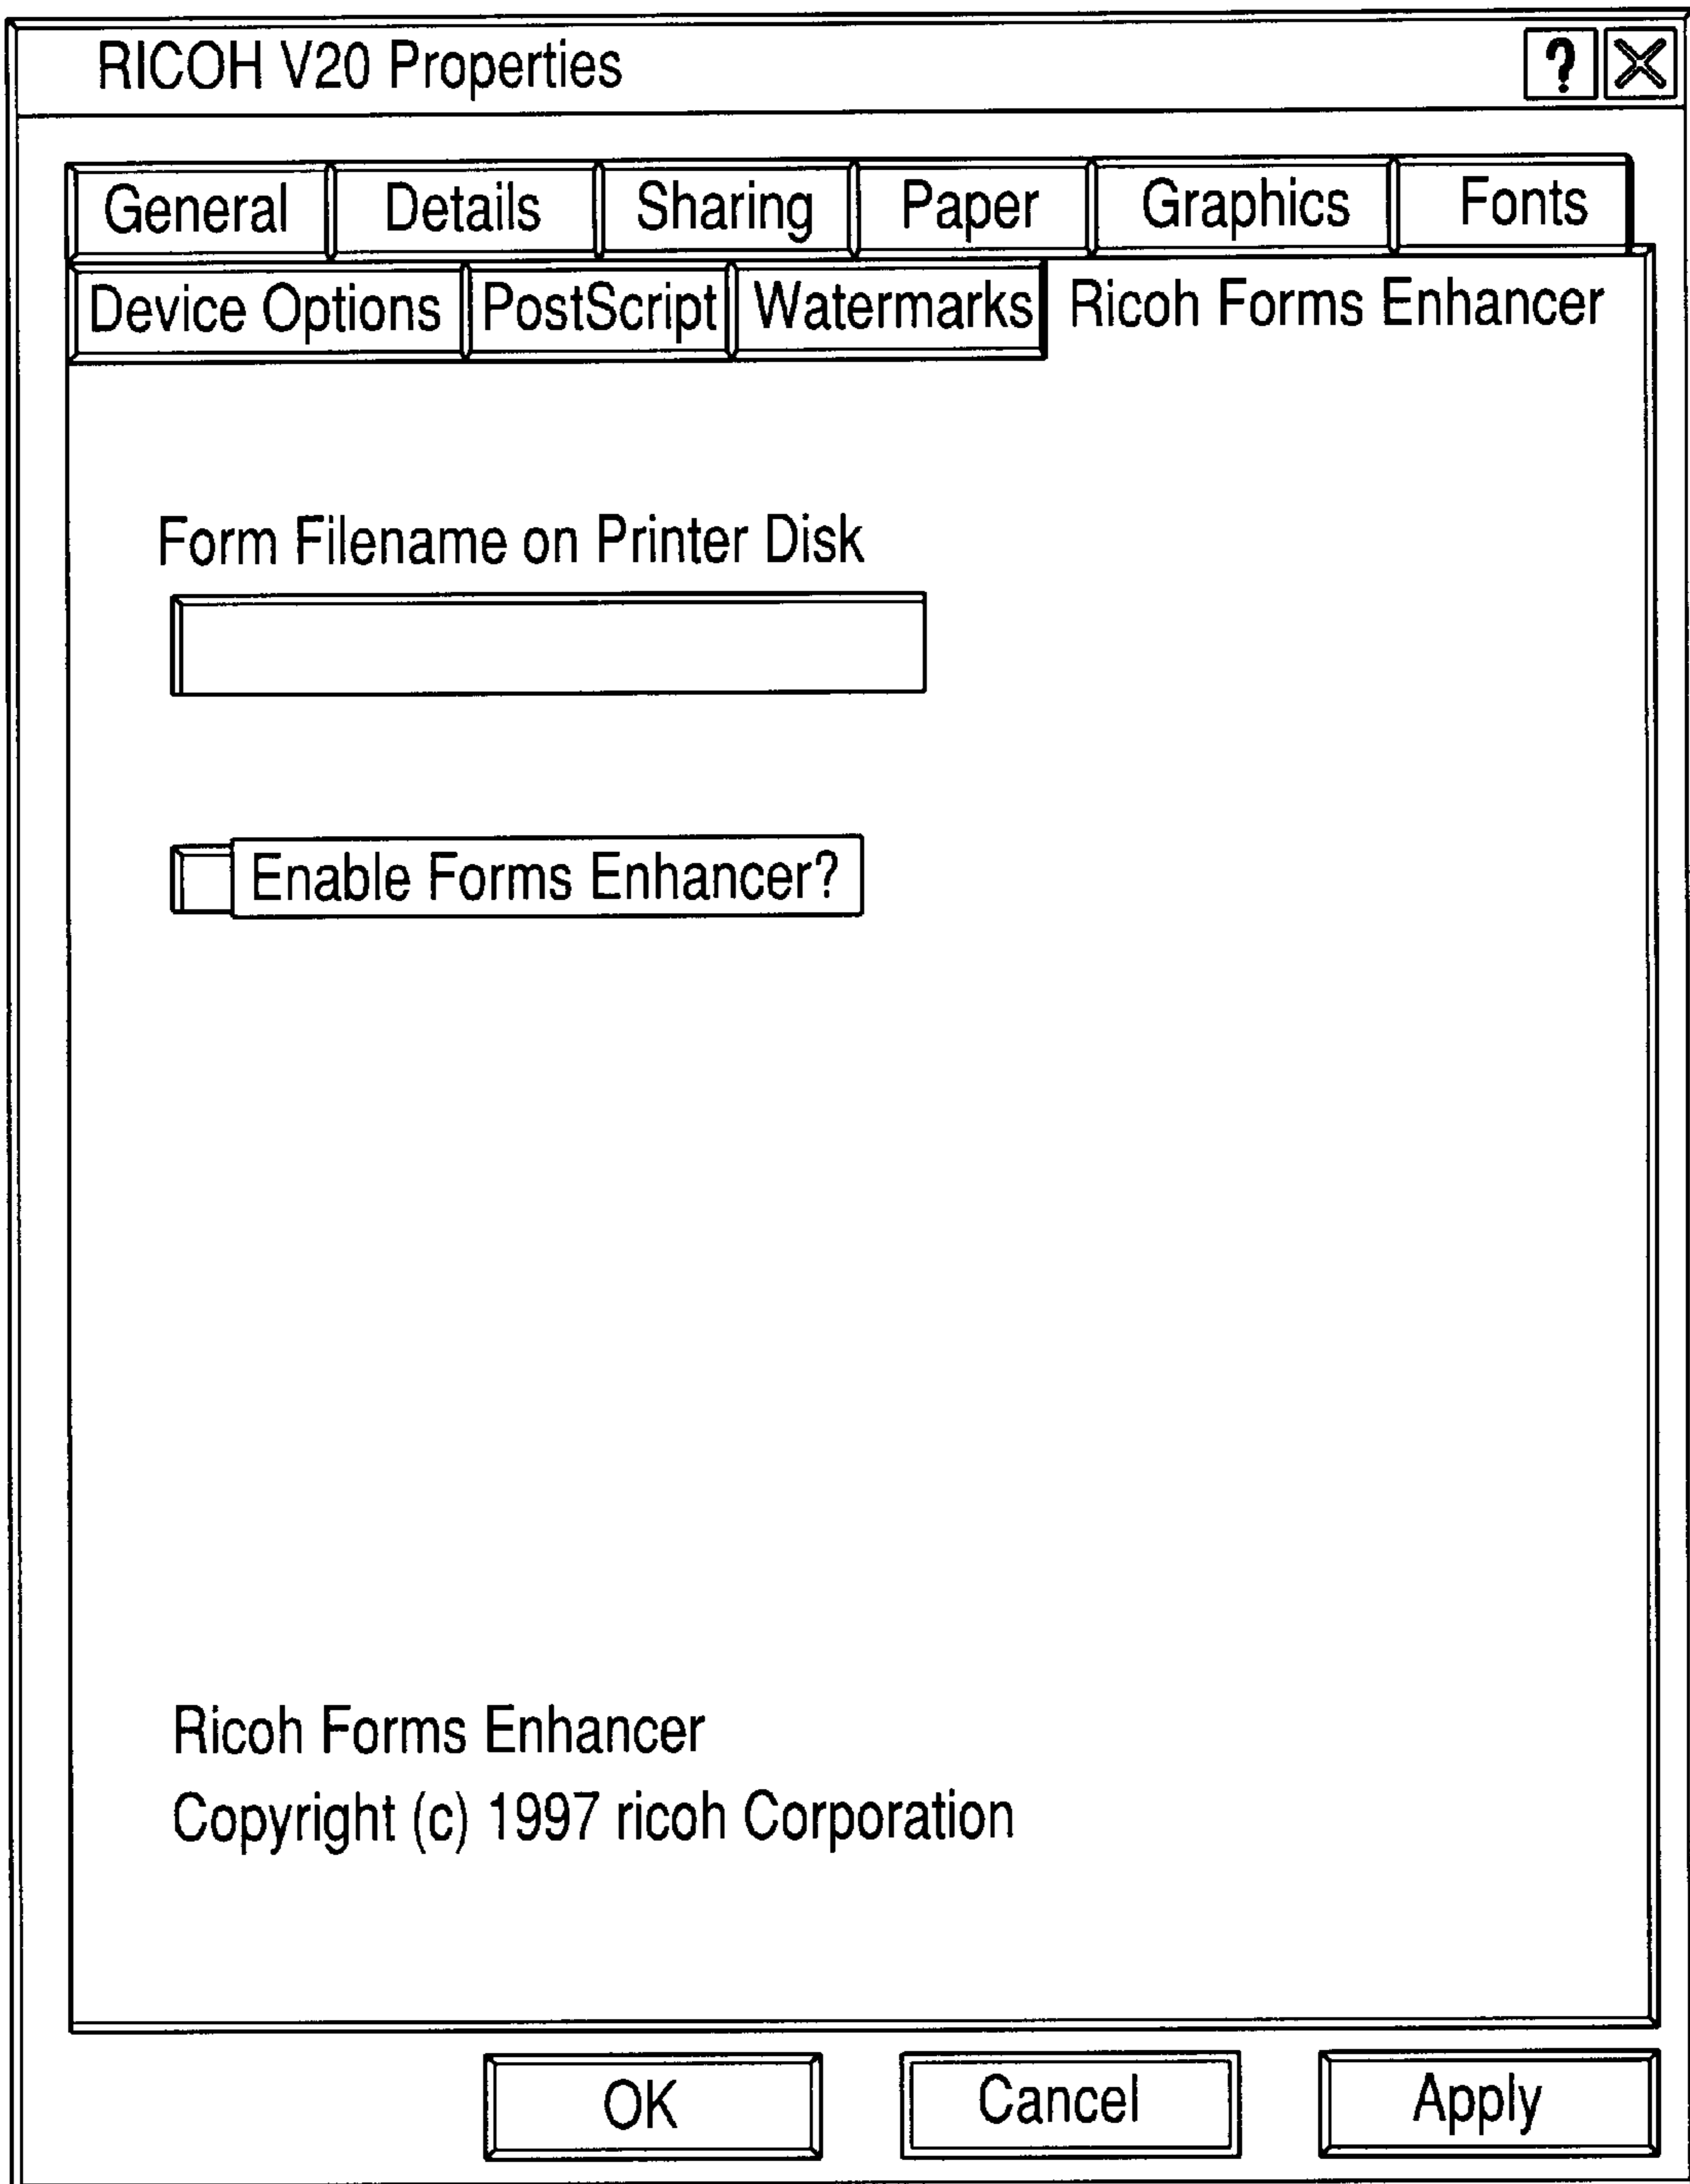 RICOH V20 Properties ?
General Details Sharing Paper Graphics Fonts
Device Options PostScript Watermarks Ricoh Forms Enhancer
Form Filename on Printer Disk
Enable Forms Enhancer?
Ricoh Forms Enhancer
Copyright (c) 1997 ricoh Corporation
OK Cancel Apply